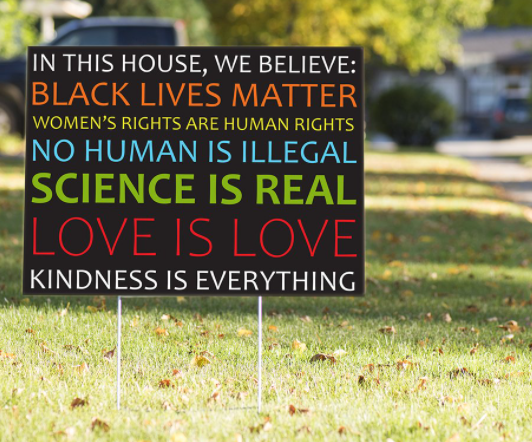 IN THIS HOUSE, WE BELIEVE:
BLACK LIVES MATTER
WOMEN'S RIGHTS ARE HUMAN RIGHTS
NO HUMAN IS ILLEGAL
SCIENCE IS REAL
LOVE IS LOVE
KINDNESS IS EVERYTHING